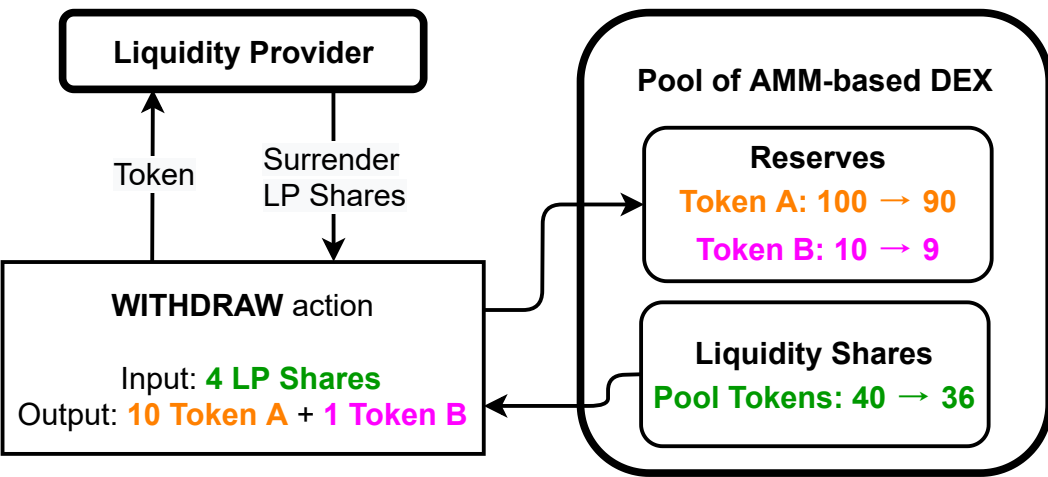 Liquidity Provider
Token
Surrender
LP Shares
WITHDRAW action
Input: 4 LP Shares
Output: 10 Token A + 1 Token B
Pool of AMM-based DEX
Reserves
Token A: 100 → 90
Token B: 10 → 9
Liquidity Shares
Pool Tokens: 40 → 36